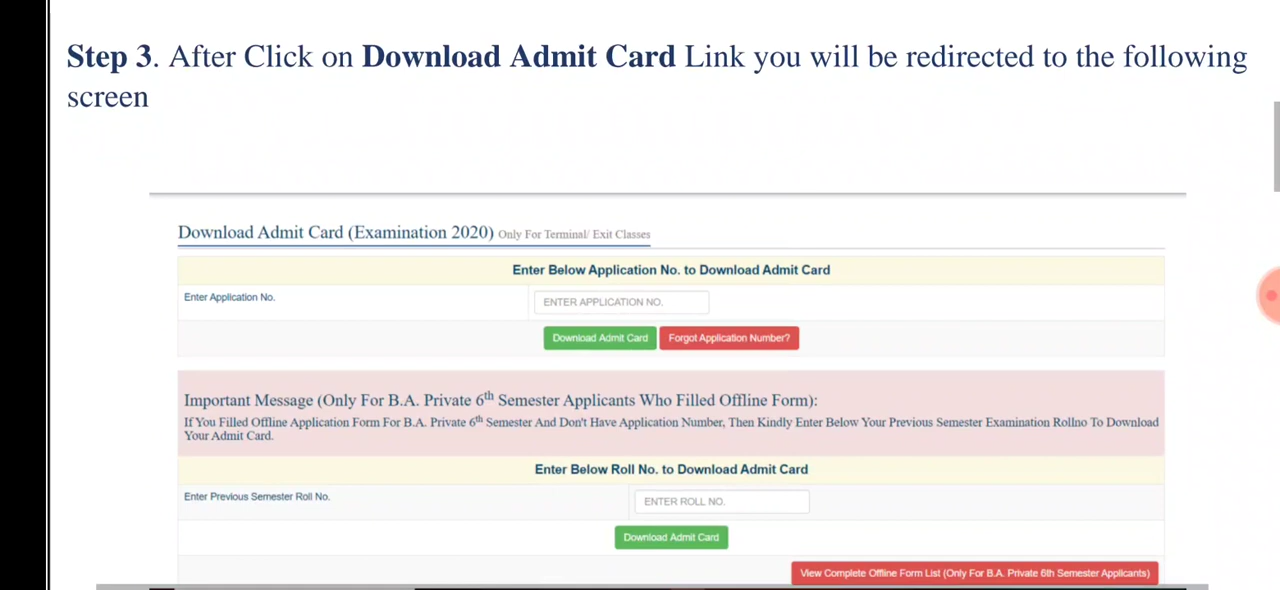 Step 3. After Click on Download Admit Card Link you will be redirected to the following
screen
Download Admit Card (Examination 2020) Only For Terminal/ Exit Classes
Enter Below Application No. to Download Admit Card
Enter Application No.
ENTER APPLICATION NO.
Download Admit Card Forgot Application Number?
Important Message (Only For B.A. Private 6th Semester Applicants Who Filled Offline Form):
If You Filled Offline Application Form For B.A. Private 6th Semester And Don't Have Application Number, Then Kindly Enter Below Your Previous Semester Examination Rollno To Download
Your Admit Card.
Enter Below Roll No. to Download Admit Card
Enter Previous Semester Roll No.
ENTER ROLL NO.
Download Admit Card
View Complete Offline Form List (Only For B.A. Private 6th Semester Applicants)